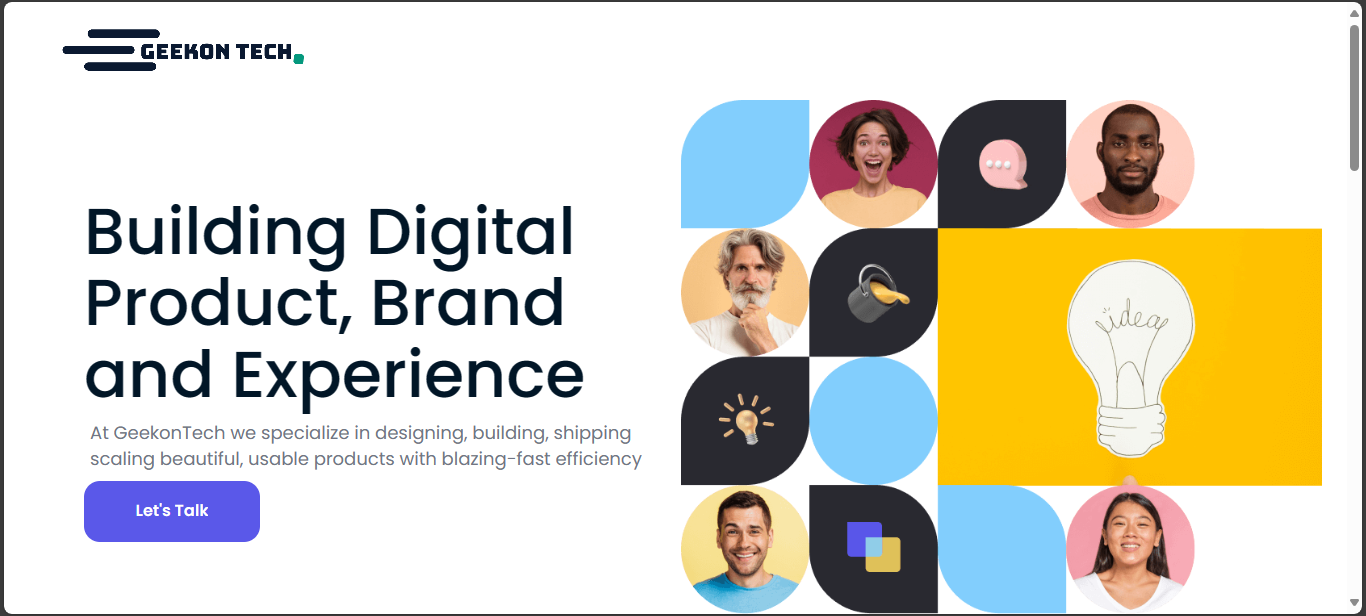 GEEKON TECH.
Building Digital
Product, Brand
and Experience
At GeekonTech we specialize in designing, building, shipping
scaling beautiful, usable products with blazing-fast efficiency
Let's Talk
idea